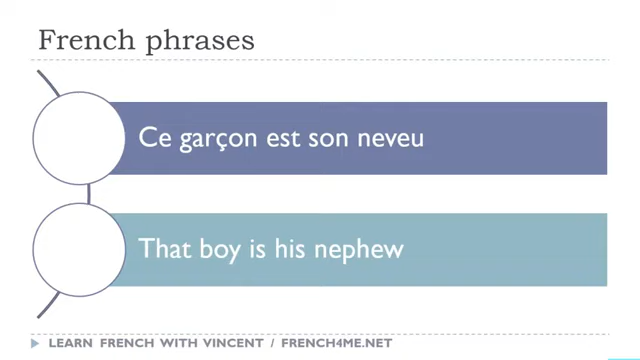 French phrases
Ce garçon est son neveu
That boy is his nephew
LEARN FRENCH WITH VINCENT / FRENCH4ME.NET